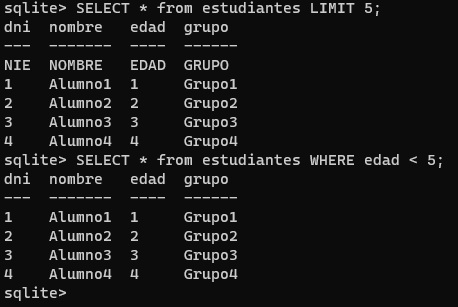 sqlite> SELECT * from estudiantes LIMIT 5;
dni  nombre   edad  grupo
---  -------  ----  ------
NIE  NOMBRE   EDAD  GRUPO
1    Alumno1  1     Grupo1
2    Alumno2  2     Grupo2
3    Alumno3  3     Grupo3
4    Alumno4  4     Grupo4
sqlite> SELECT * from estudiantes WHERE edad < 5;
dni  nombre   edad  grupo
---  -------  ----  ------
1    Alumno1  1     Grupo1
2    Alumno2  2     Grupo2
3    Alumno3  3     Grupo3
4    Alumno4  4     Grupo4
sqlite>